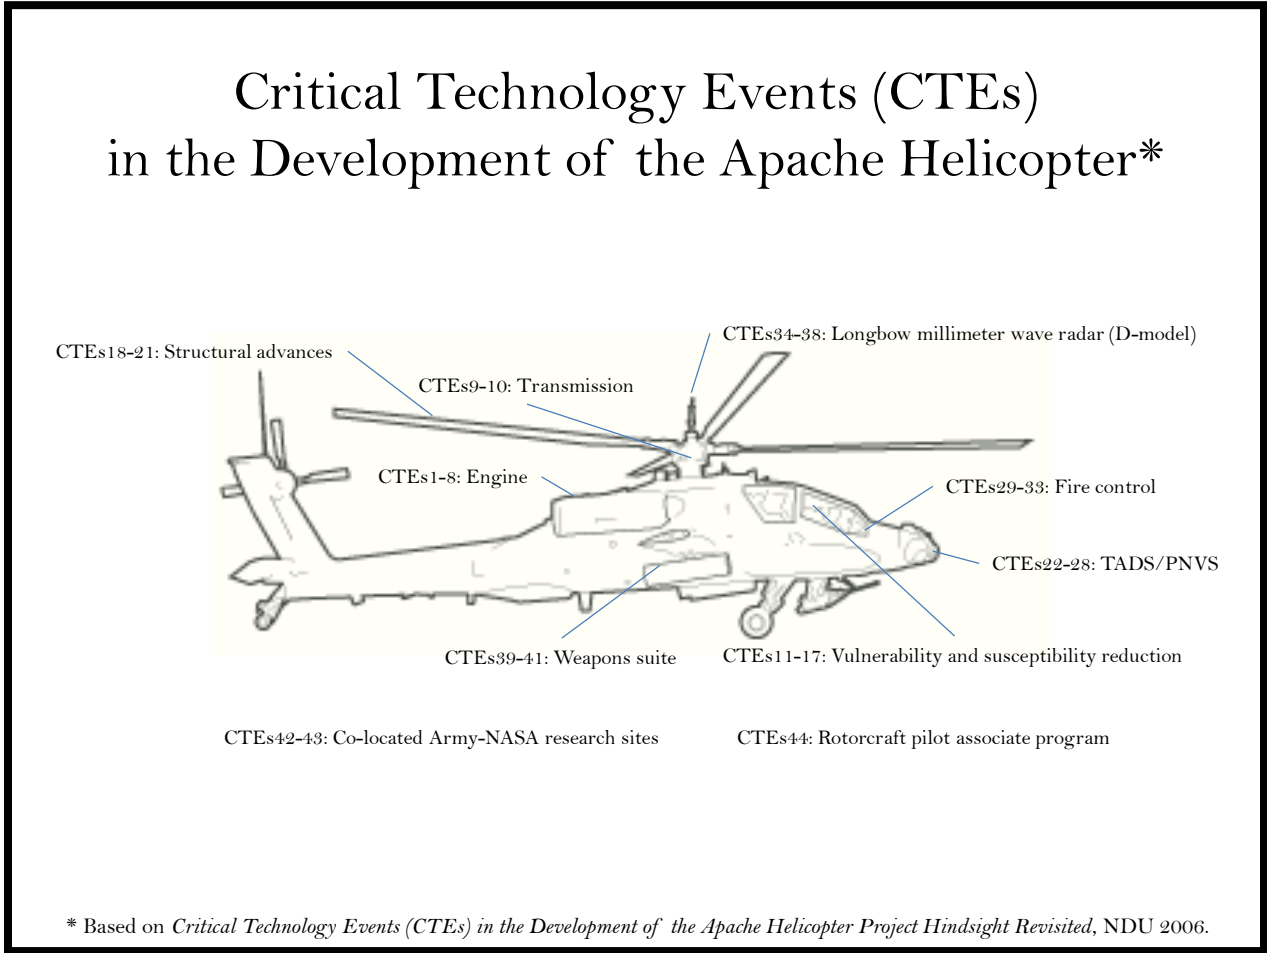 Critical Technology Events (CTEs)
in the Development of the Apache Helicopter*
CTEs34-38: Longbow millimeter wave radar (D-model)
CTEs18-21: Structural advances
CTEs9-10: Transmission
CTEs1-8: Engine
CTEs29-33: Fire control
CTEs22-28: TADS/PNVS
CTEs39-41: Weapons suite
CTEs11-17: Vulnerability and susceptibility reduction
CTEs42-43: Co-located Army-NASA research sites
CTEs44: Rotorcraft pilot associate program
* Based on Critical Technology Events (CTEs) in the Development of the Apache Helicopter Project Hindsight Revisited, NDU 2006.